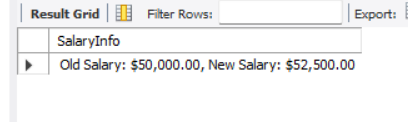 Result Grid Filter Rows: Export:
SalaryInfo
Old Salary: $50,000.00, New Salary: $52,500.00